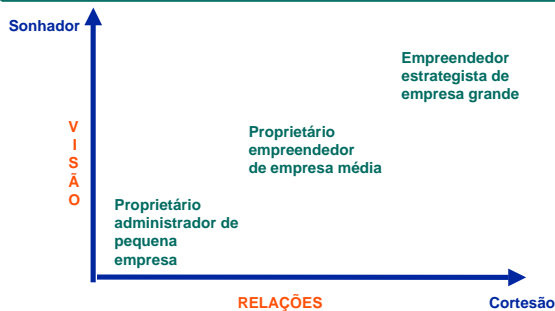 Sonhador
Empreendedor
estrategista de
empresa grande
V
I
S
Ã
O
Proprietário
empreendedor
de empresa média
Proprietário
administrador de
pequena
empresa
RELAÇÕES
Cortesão